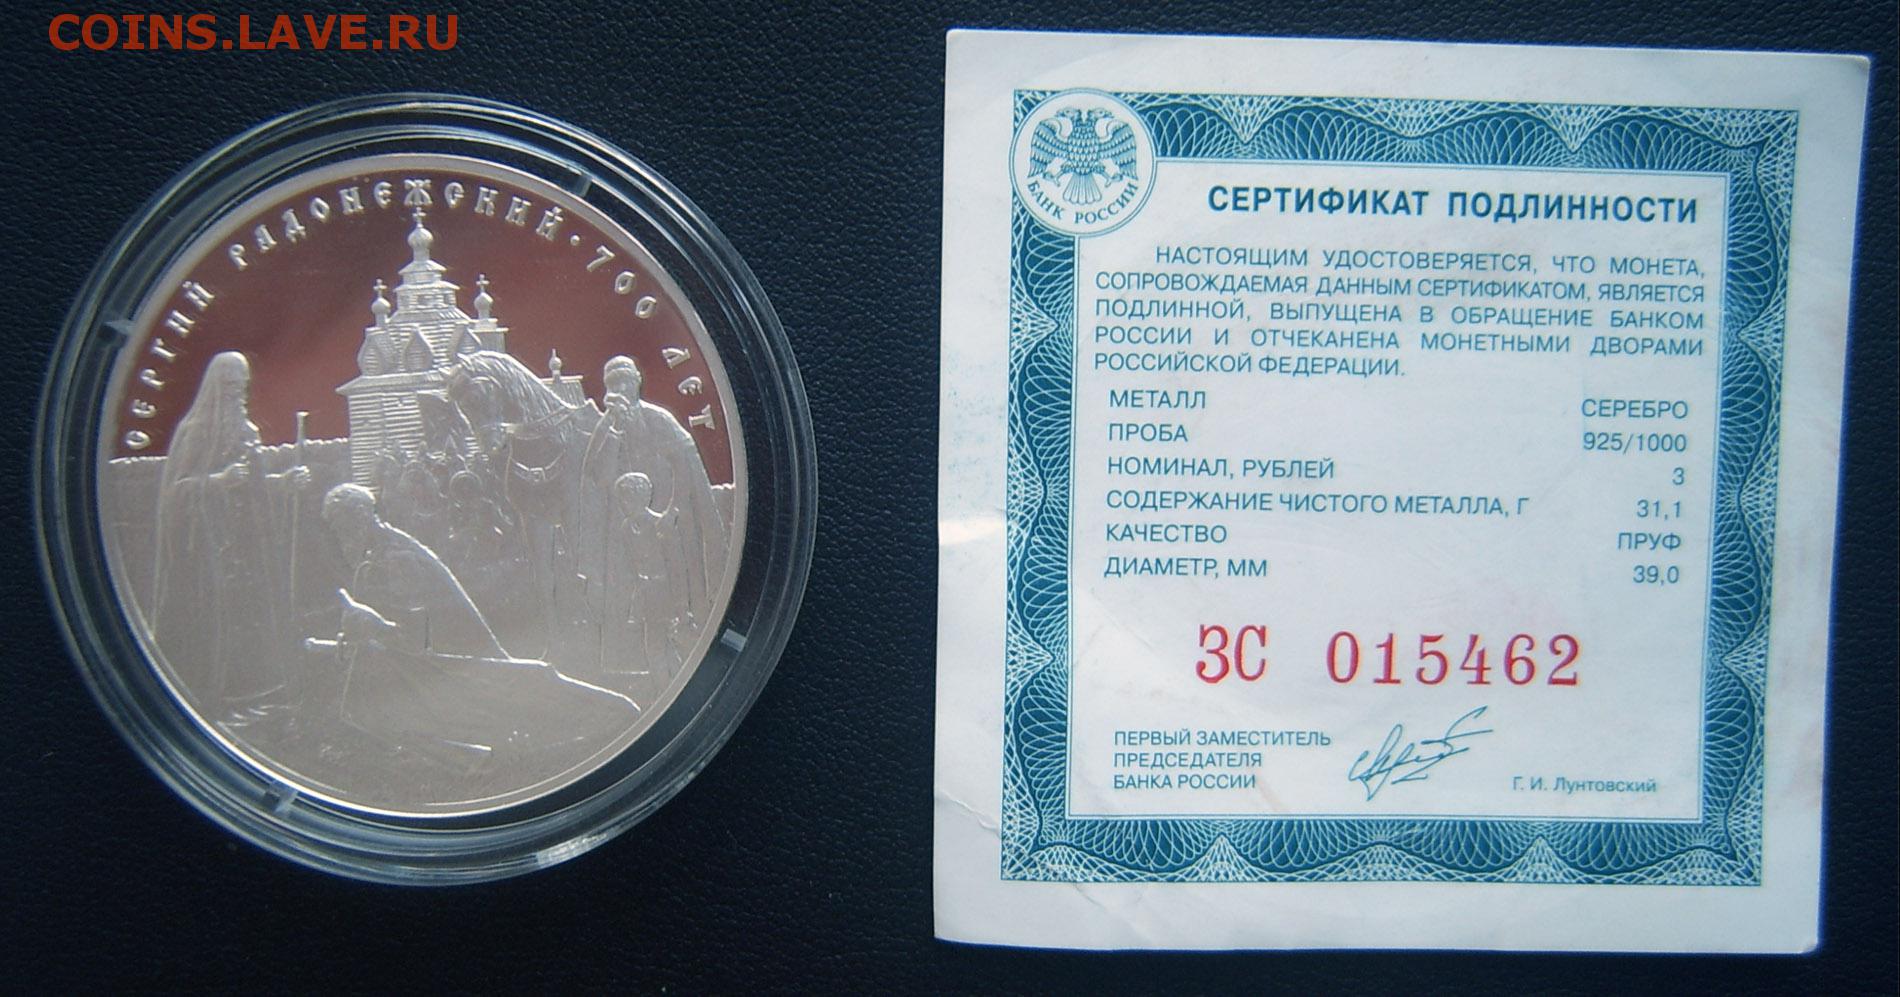 COINS.LAVE.RU
СЕРГИЙ РАДОНЕЖСКИЙ · 700 ЛЕТ
БАНК РОССИИ
СЕРТИФИКАТ ПОДЛИННОСТИ
НАСТОЯЩИМ УДОСТОВЕРЯЕТСЯ, ЧТО МОНЕТА,
СОПРОВОЖДАЕМАЯ ДАННЫМ СЕРТИФИКАТОМ, ЯВЛЯЕТСЯ
ПОДЛИННОЙ, ВЫПУЩЕНА В ОБРАЩЕНИЕ БАНКОМ
РОССИИ И ОТЧЕКАНЕНА МОНЕТНЫМИ ДВОРАМИ
РОССИЙСКОЙ ФЕДЕРАЦИИ.
МЕТАЛЛ СЕРЕБРО
ПРОБА 925/1000
НОМИНАЛ, РУБЛЕЙ 3
СОДЕРЖАНИЕ ЧИСТОГО МЕТАЛЛА, Г 31,1
КАЧЕСТВО ПРУФ
ДИАМЕТР, ММ 39,0
ЗС 015462
ПЕРВЫЙ ЗАМЕСТИТЕЛЬ
ПРЕДСЕДАТЕЛЯ
БАНКА РОССИИ
Г. И. Лунтовский